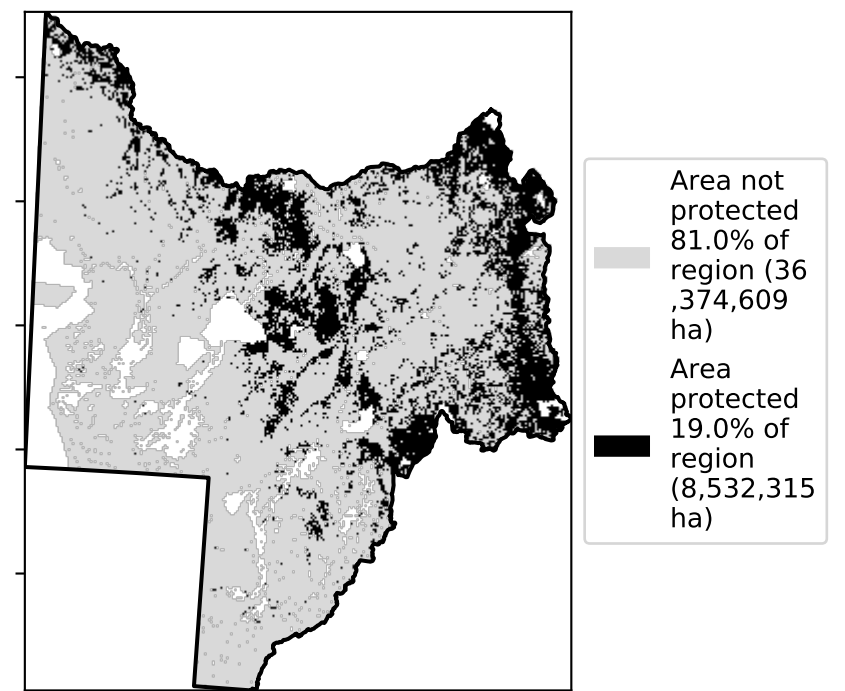 Area not
protected
81.0% of
region (36
,374,609
ha)
Area
protected
19.0% of
region
(8,532,315
ha)